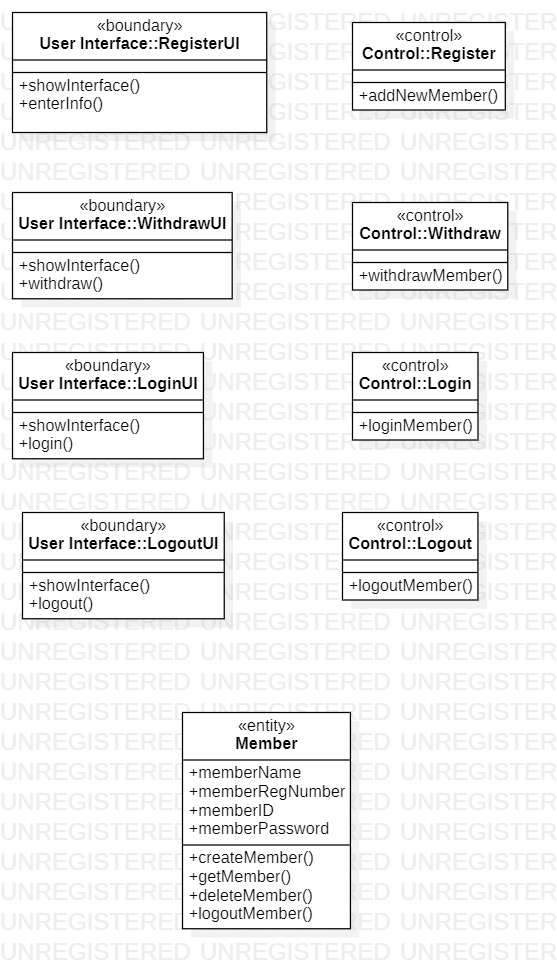 «boundary»
User Interface::RegisterUI
+showInterface()
+enterInfo()
«control»
Control::Register
+addNewMember()
«boundary»
User Interface::WithdrawUI
+showInterface()
+withdraw()
«control»
Control::Withdraw
+withdrawMember()
«boundary»
User Interface::LoginUI
+showInterface()
+login()
«control»
Control::Login
+loginMember()
«boundary»
User Interface::LogoutUI
+showInterface()
+logout()
«control»
Control::Logout
+logoutMember()
«entity»
Member
+memberName
+memberRegNumber
+memberID
+memberPassword
+createMember()
+getMember()
+deleteMember()
+logoutMember()
UNREGISTERED